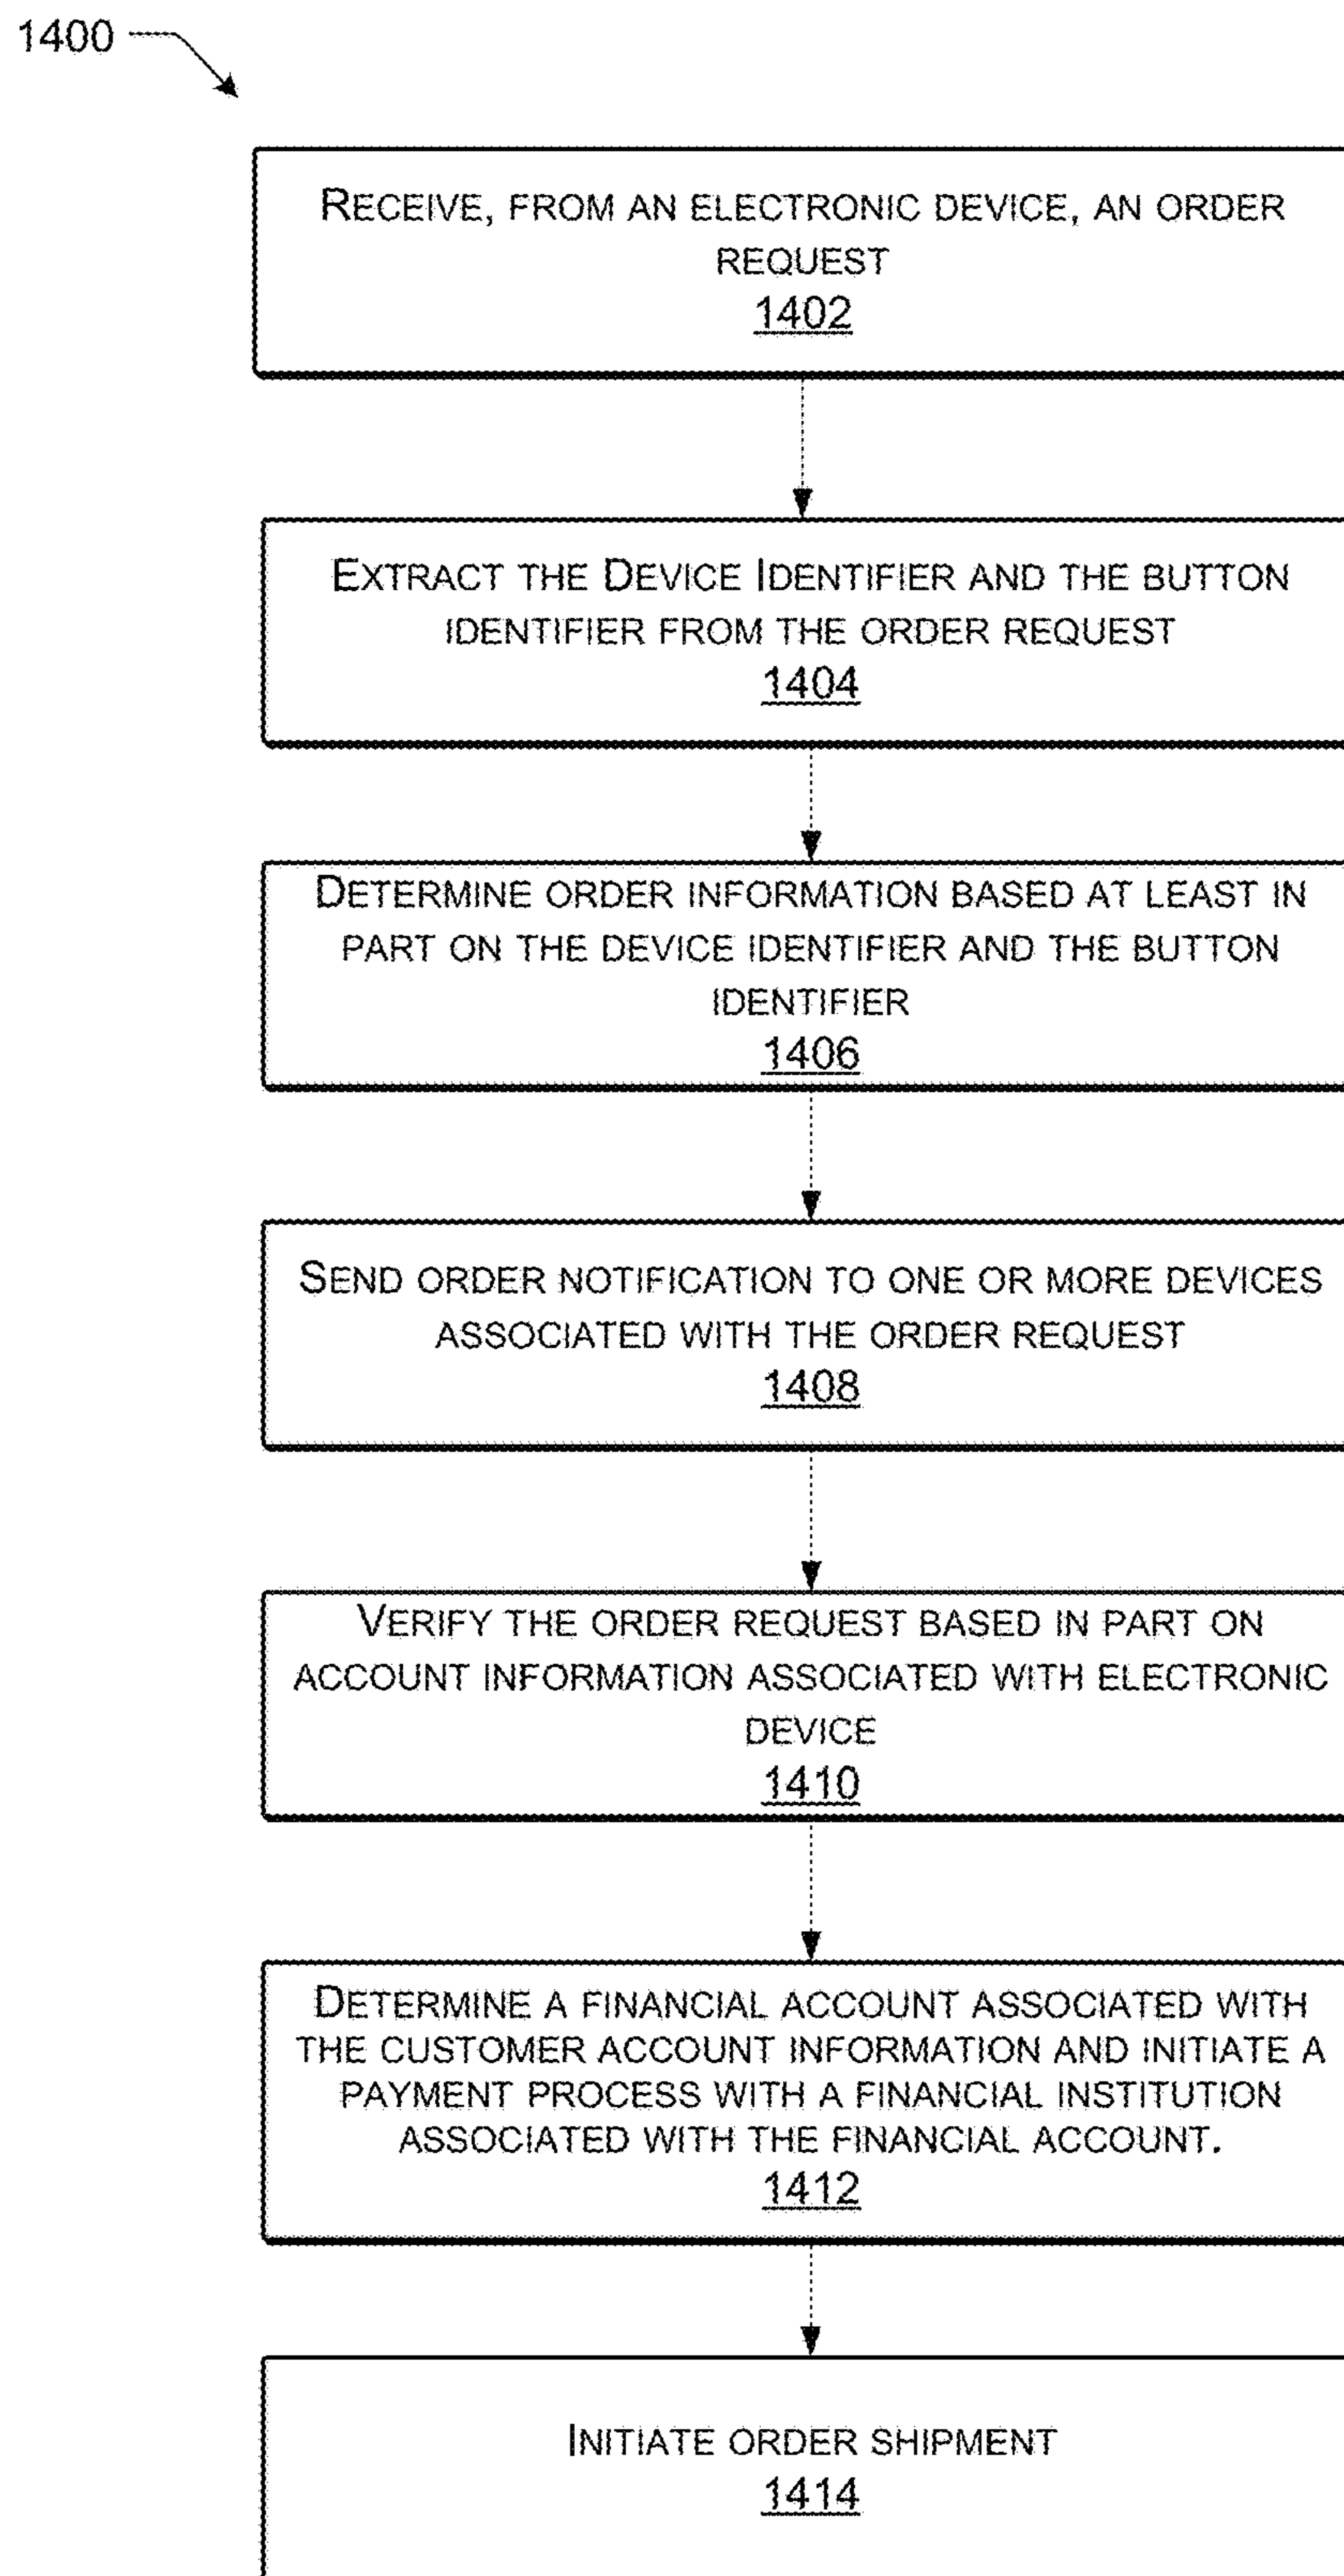 1400
RECEIVE, FROM AN ELECTRONIC DEVICE, AN ORDER
REQUEST
1402
EXTRACT THE DEVICE IDENTIFIER AND THE BUTTON
IDENTIFIER FROM THE ORDER REQUEST
1404
DETERMINE ORDER INFORMATION BASED AT LEAST IN
PART ON THE DEVICE IDENTIFIER AND THE BUTTON
IDENTIFIER
1406
SEND ORDER NOTIFICATION TO ONE OR MORE DEVICES
ASSOCIATED WITH THE ORDER REQUEST
1408
VERIFY THE ORDER REQUEST BASED IN PART ON
ACCOUNT INFORMATION ASSOCIATED WITH ELECTRONIC
DEVICE
1410
DETERMINE A FINANCIAL ACCOUNT ASSOCIATED WITH
THE CUSTOMER ACCOUNT INFORMATION AND INITIATE A
PAYMENT PROCESS WITH A FINANCIAL INSTITUTION
ASSOCIATED WITH THE FINANCIAL ACCOUNT.
1412
INITIATE ORDER SHIPMENT
1414